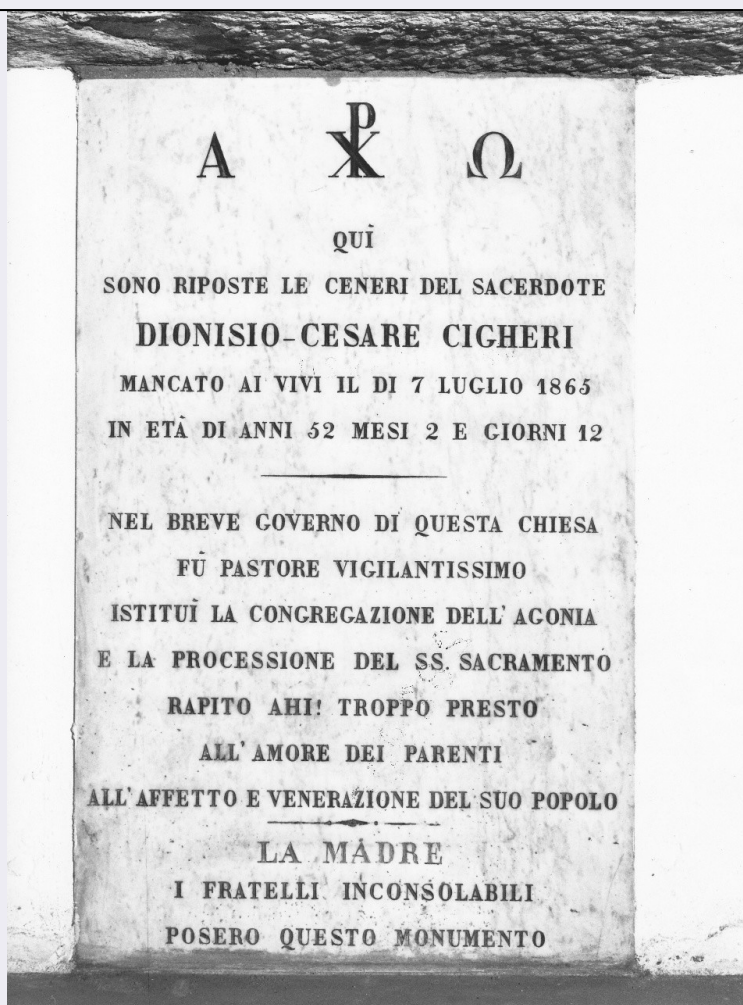 Α ☧ Ω
QUÌ
SONO RIPOSTE LE CENERI DEL SACERDOTE
DIONISIO-CESARE CIGHERI
MANCATO AI VIVI IL DI 7 LUGLIO 1865
IN ETÀ DI ANNI 52 MESI 2 E GIORNI 12
NEL BREVE GOVERNO DI QUESTA CHIESA
FÙ PASTORE VIGILANTISSIMO
ISTITUÌ LA CONGREGAZIONE DELL' AGONIA
E LA PROCESSIONE DEL SS. SACRAMENTO
RAPITO AHI! TROPPO PRESTO
ALL' AMORE DEI PARENTI
ALL' AFFETTO E VENERAZIONE DEL SUO POPOLO
LA MADRE
I FRATELLI INCONSOLABILI
POSERO QUESTO MONUMENTO